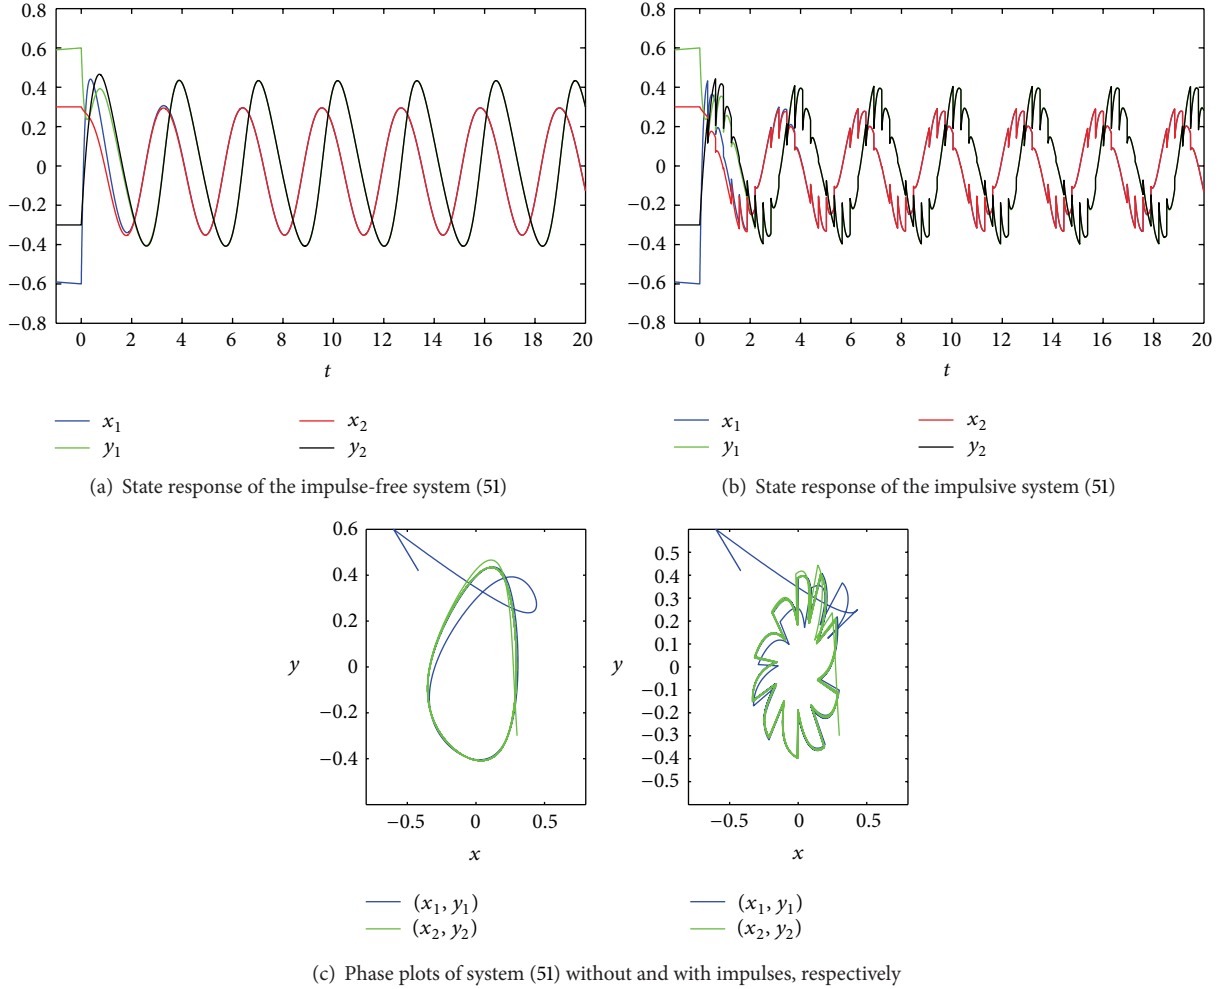 0.8
0.6
0.4
0.2
0
−0.2
−0.4
−0.6
−0.8
0 2 4 6 8 10 12 14 16 18 20
t
x1 x2
y1 y2
(a) State response of the impulse-free system (51)
0.8
0.6
0.4
0.2
0
−0.2
−0.4
−0.6
−0.8
0 2 4 6 8 10 12 14 16 18 20
t
x1 x2
y1 y2
(b) State response of the impulsive system (51)
0.6
0.4
0.2
0
−0.2
−0.4
y
−0.5 0 0.5
x
(x1, y1)
(x2, y2)
0.5
0.4
0.3
0.2
0.1
0
−0.1
−0.2
−0.3
−0.4
−0.5
y
−0.5 0 0.5
x
(x1, y1)
(x2, y2)
(c) Phase plots of system (51) without and with impulses, respectively